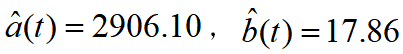 â(t) = 2906.10 , b̂(t) = 17.86